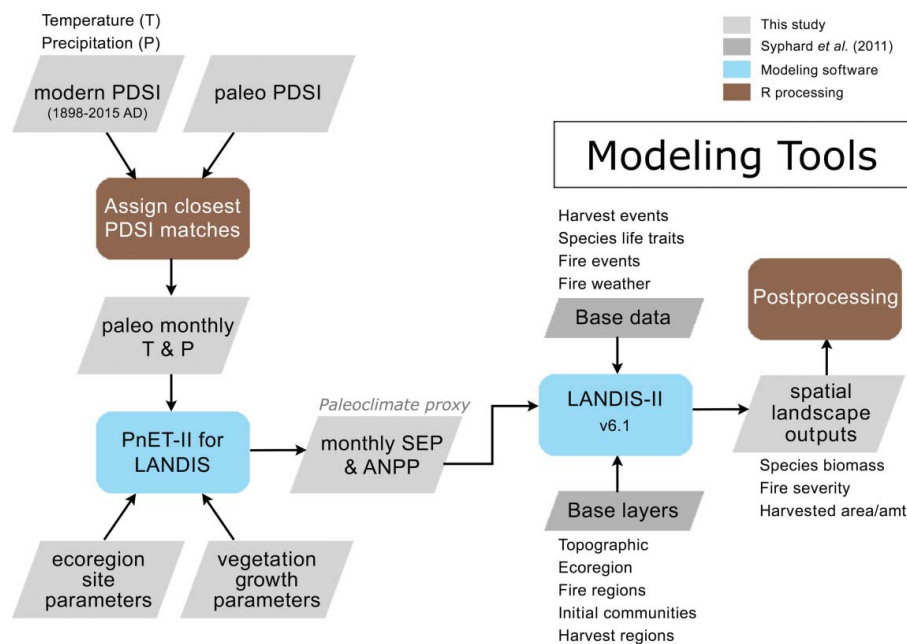 Temperature (T)
Precipitation (P)
modern PDSI
(1898-2015 AD)
paleo PDSI
Assign closest
PDSI matches
paleo monthly
T & P
PnET-II for
LANDIS
ecoregion
site
parameters
vegetation
growth
parameters
Paleoclimate proxy
monthly SEP
& ANPP
This study
Syphard et al. (2011)
Modeling software
R processing
Modeling Tools
Harvest events
Species life traits
Fire events
Fire weather
Base data
LANDIS-II
v6.1
Base layers
Topographic
Ecoregion
Fire regions
Initial communities
Harvest regions
Postprocessing
spatial
landscape
outputs
Species biomass
Fire severity
Harvested area/amt